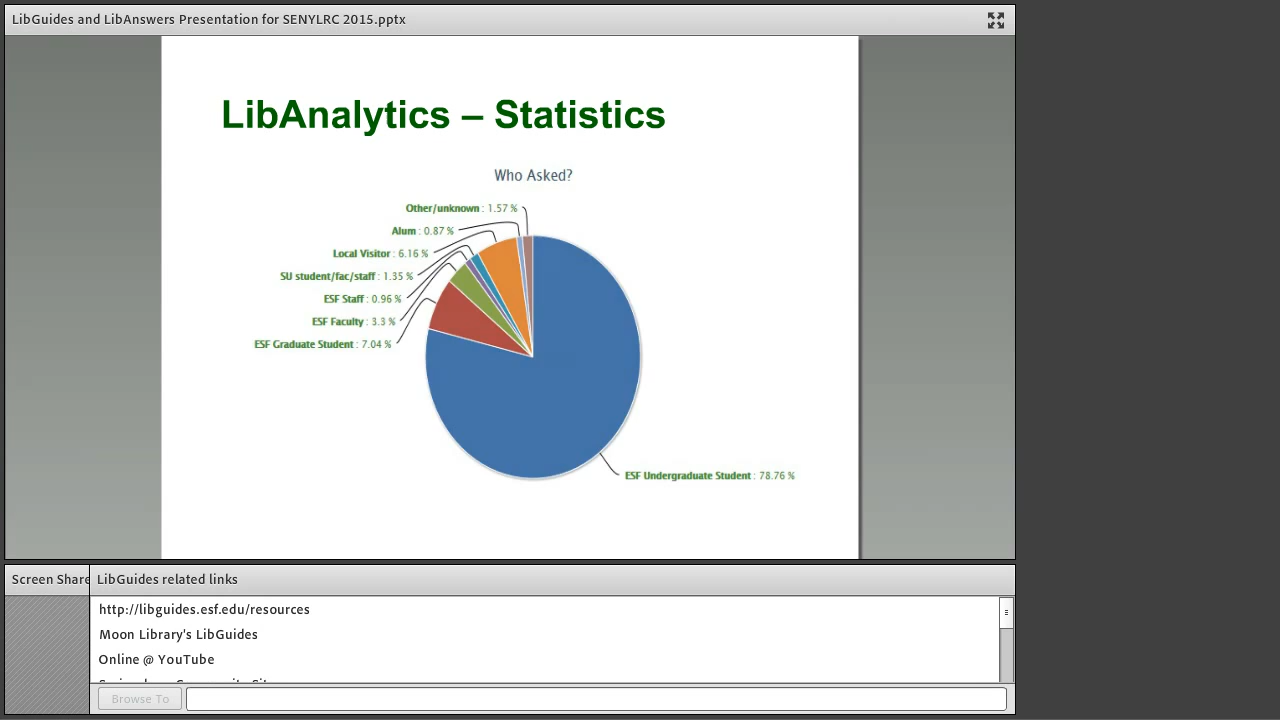 LibGuides and LibAnswers Presentation for SENYLRC 2015.pptx
LibAnalytics – Statistics
Who Asked?
Other/unknown : 1.57 %
Alum : 0.87 %
Local Visitor : 6.16 %
SU student/fac/staff : 1.35 %
ESF Staff : 0.96 %
ESF Faculty : 3.3 %
ESF Graduate Student : 7.04 %
ESF Undergraduate Student : 78.76 %
Screen Share
LibGuides related links
http://libguides.esf.edu/resources
Moon Library's LibGuides
Online @ YouTube
Browse To